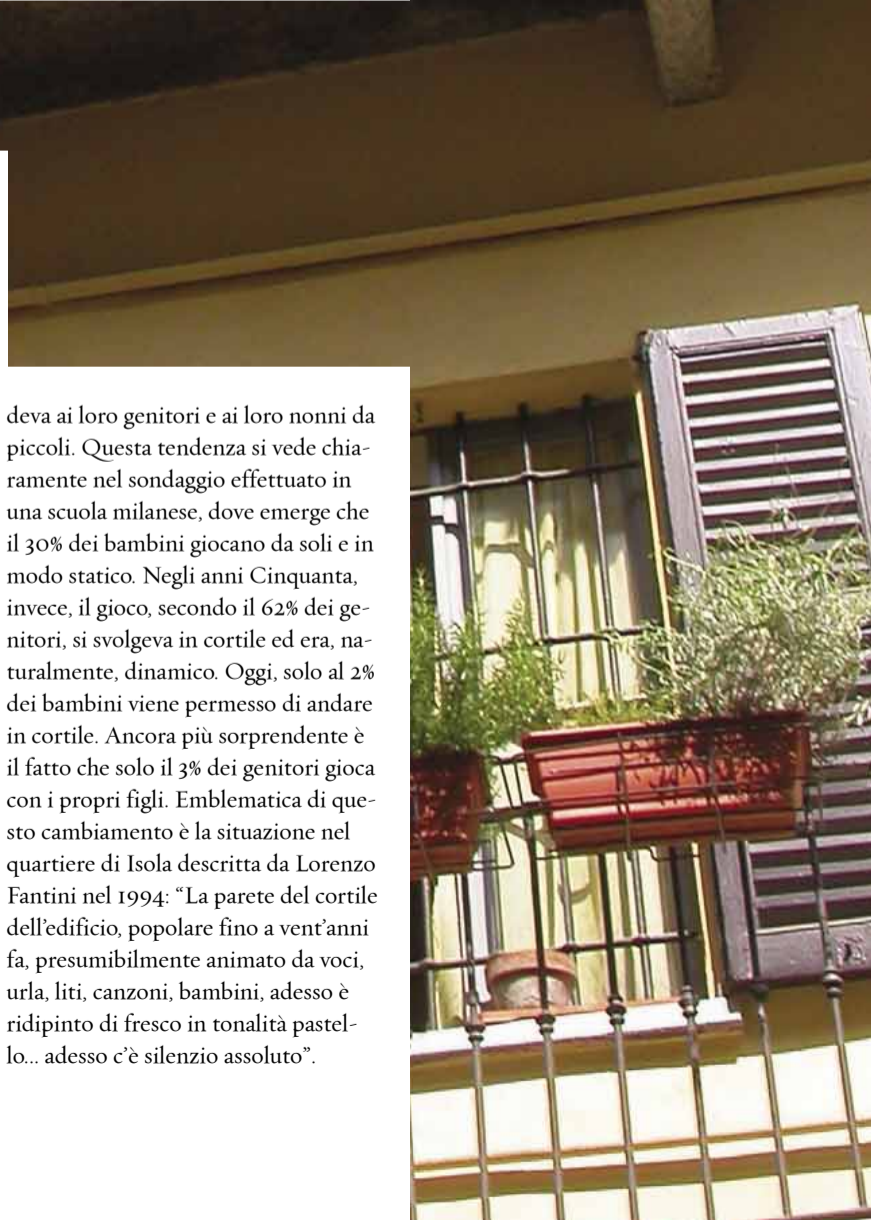 deva ai loro genitori e ai loro nonni da
piccoli. Questa tendenza si vede chia-
ramente nel sondaggio effettuato in
una scuola milanese, dove emerge che
il 30% dei bambini giocano da soli e in
modo statico. Negli anni Cinquanta,
invece, il gioco, secondo il 62% dei ge-
nitori, si svolgeva in cortile ed era, na-
turalmente, dinamico. Oggi, solo al 2%
dei bambini viene permesso di andare
in cortile. Ancora più sorprendente è
il fatto che solo il 3% dei genitori gioca
con i propri figli. Emblematica di que-
sto cambiamento è la situazione nel
quartiere di Isola descritta da Lorenzo
Fantini nel 1994: “La parete del cortile
dell’edificio, popolare fino a vent’anni
fa, presumibilmente animato da voci,
urla, liti, canzoni, bambini, adesso è
ridipinto di fresco in tonalità pastel-
lo... adesso c’è silenzio assoluto”.